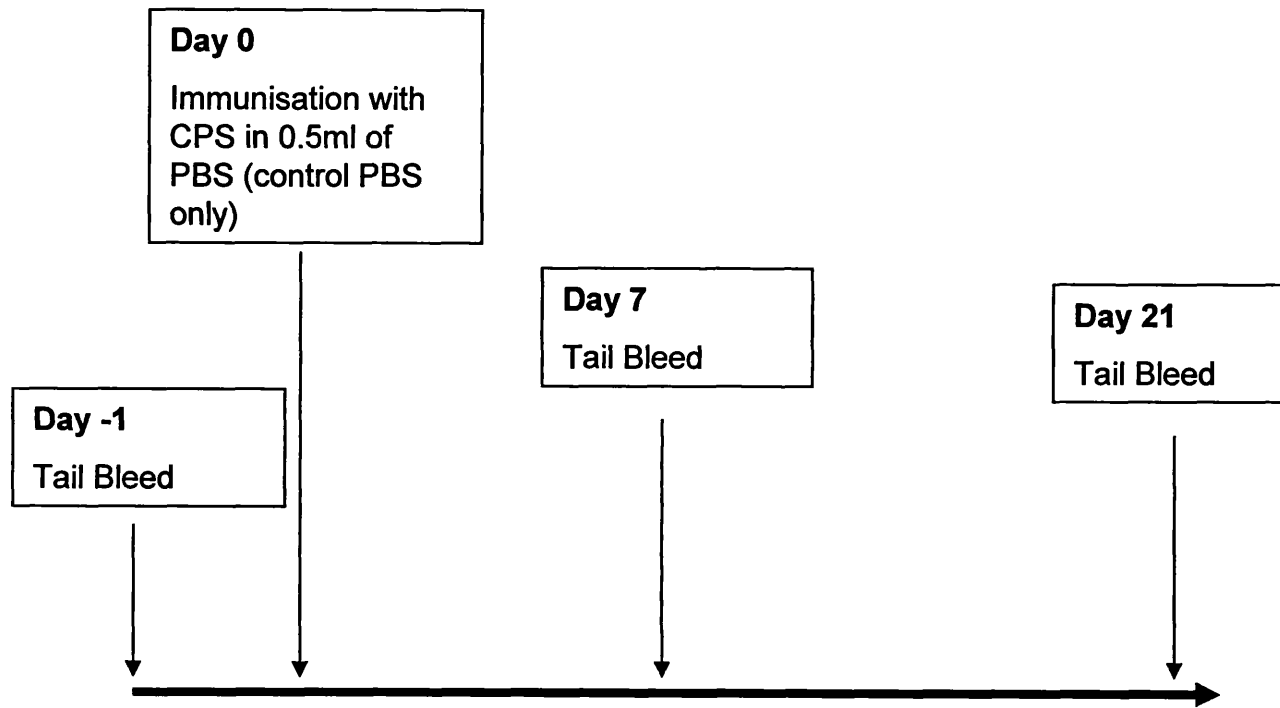 Day 0
Immunisation with
CPS in 0.5ml of
PBS (control PBS
only)
Day 7
Tail Bleed
Day 21
Tail Bleed
Day -1
Tail Bleed